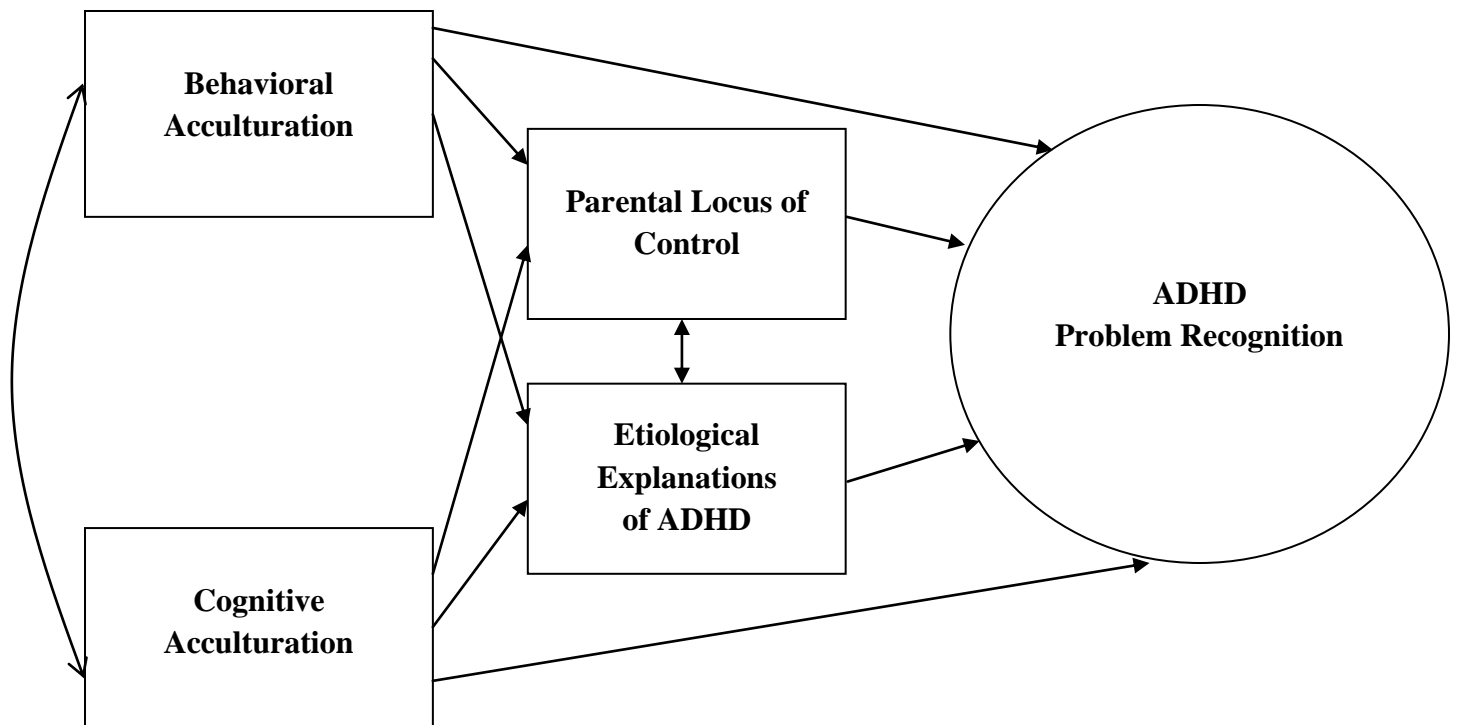 Behavioral
Acculturation
Parental Locus of
Control
ADHD
Problem Recognition
Etiological
Explanations
of ADHD
Cognitive
Acculturation